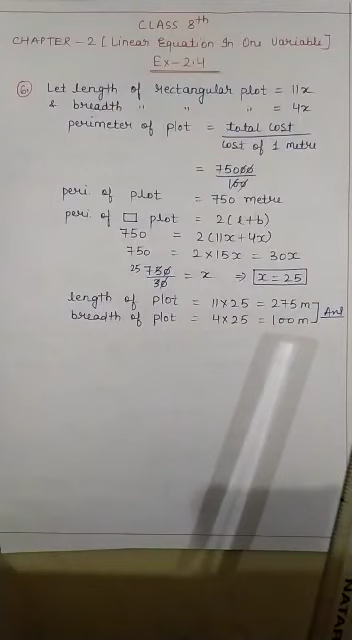 CLASS 8th
CHAPTER - 2 [Linear Equation In One Variable]
Ex-2.4
6) Let length of rectangular plot = 11x
& breadth " " " = 4x
perimeter of plot = total cost / cost of 1 metre
= 75000 / 100
peri. of plot = 750 metre
peri. of □ plot = 2(l+b)
750 = 2(11x+4x)
750 = 2×15x = 30x
25 750 / 30 = x ⇒ x = 25
length of plot = 11×25 = 275m
breadth of plot = 4×25 = 100m ] Ans
NATAR